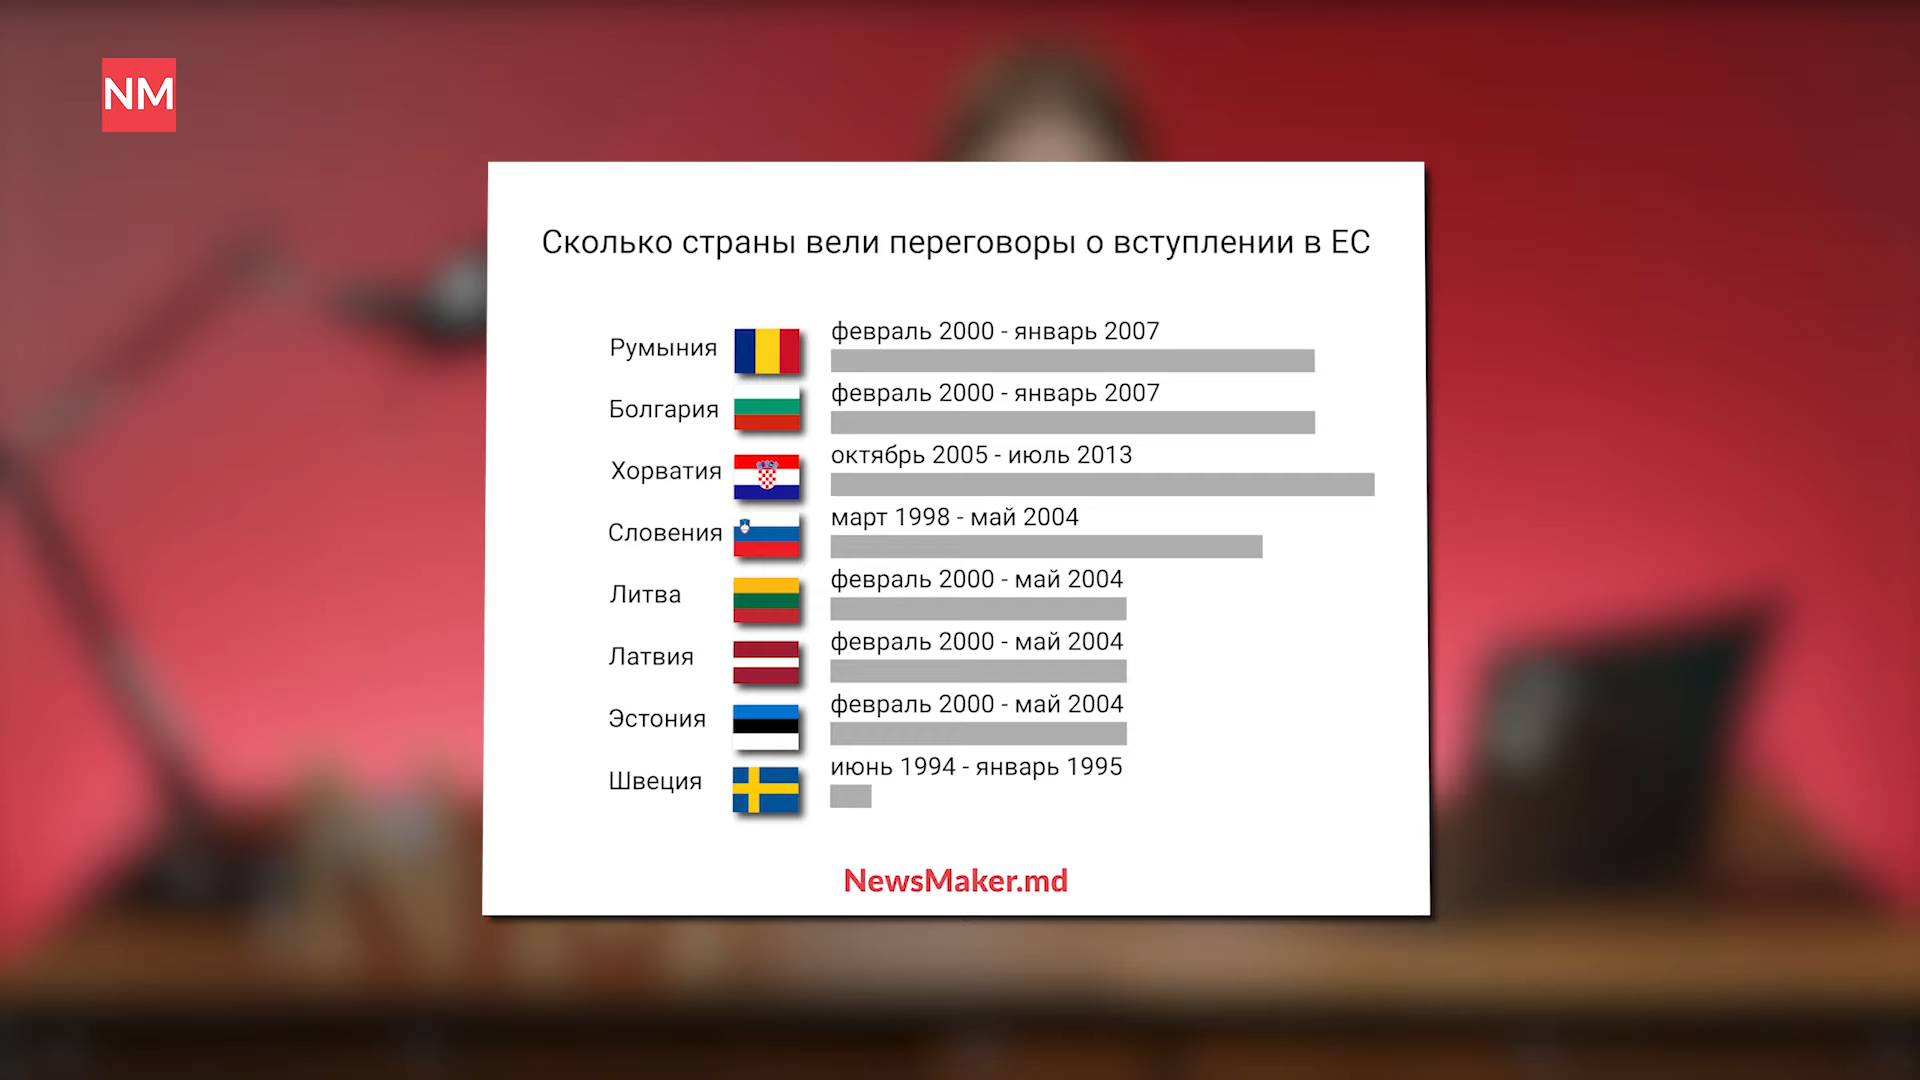 NM
Сколько страны вели переговоры о вступлении в ЕС
Румыния
февраль 2000 - январь 2007
Болгария
февраль 2000 - январь 2007
Хорватия
октябрь 2005 - июль 2013
Словения
март 1998 - май 2004
Литва
февраль 2000 - май 2004
Латвия
февраль 2000 - май 2004
Эстония
февраль 2000 - май 2004
Швеция
июнь 1994 - январь 1995
NewsMaker.md